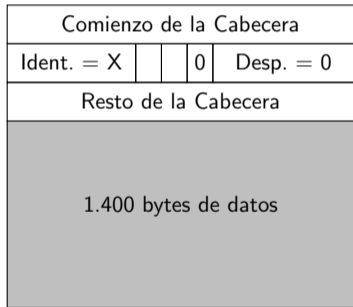 Comienzo de la Cabecera
Ident. = X 0 Desp. = 0
Resto de la Cabecera
1.400 bytes de datos